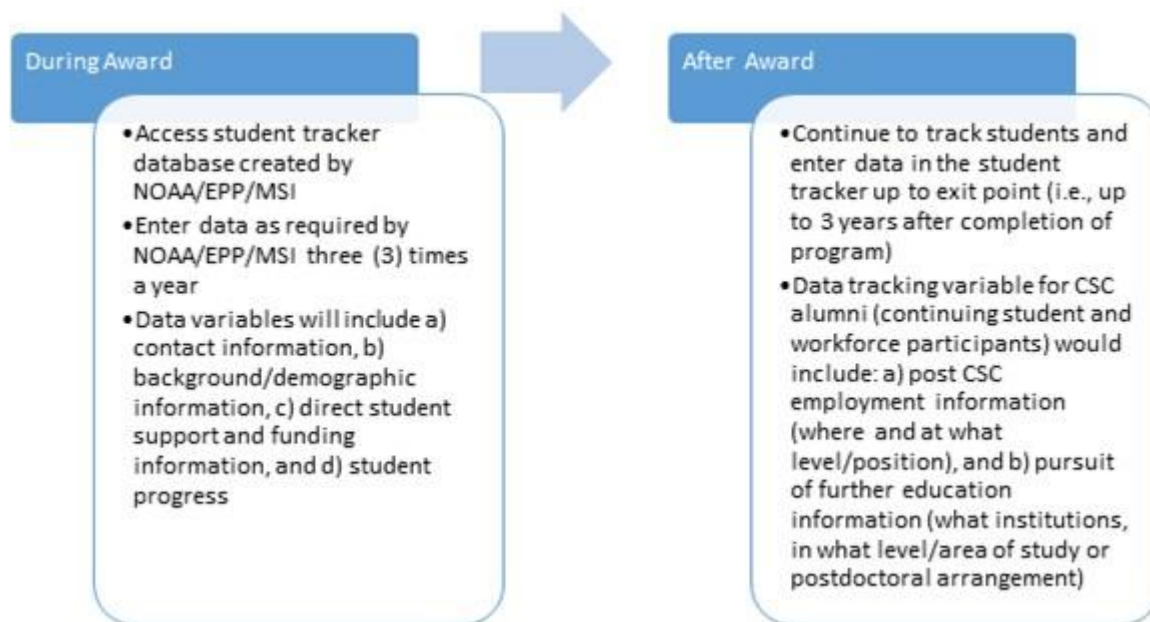 During Award
•Access student tracker
database created by
NOAA/EPP/MSI
•Enter data as required by
NOAA/EPP/MSI three (3) times
a year
•Data variables will include a)
contact information, b)
background/demographic
information, c) direct student
support and funding
information, and d) student
progress
After Award
•Continue to track students and
enter data in the student
tracker up to exit point (i.e., up
to 3 years after completion of
program)
•Data tracking variable for CSC
alumni (continuing student and
workforce participants) would
include: a) post CSC
employment information
(where and at what
level/position), and b) pursuit
of further education
information (what institutions,
in what level/area of study or
postdoctoral arrangement)